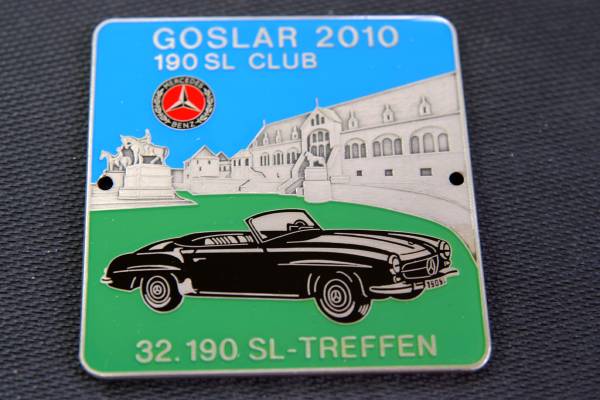 GOSLAR 2010
190 SL CLUB
MERCEDES
BENZ
32. 190 SL-TREFFEN